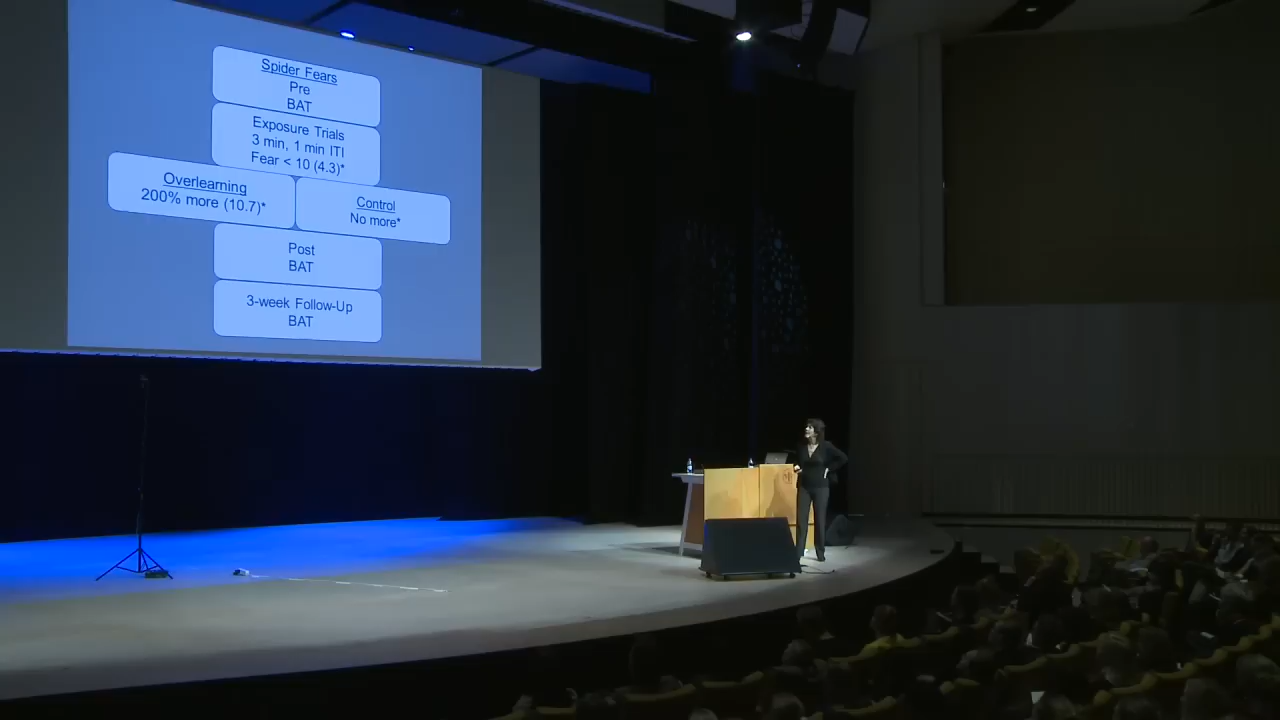 Spider Fears
Pre
BAT
Exposure Trials
3 min, 1 min ITI
Fear < 10 (4.3)*
Overlearning
200% more (10.7)*
Control
No more*
Post
BAT
3-week Follow-Up
BAT